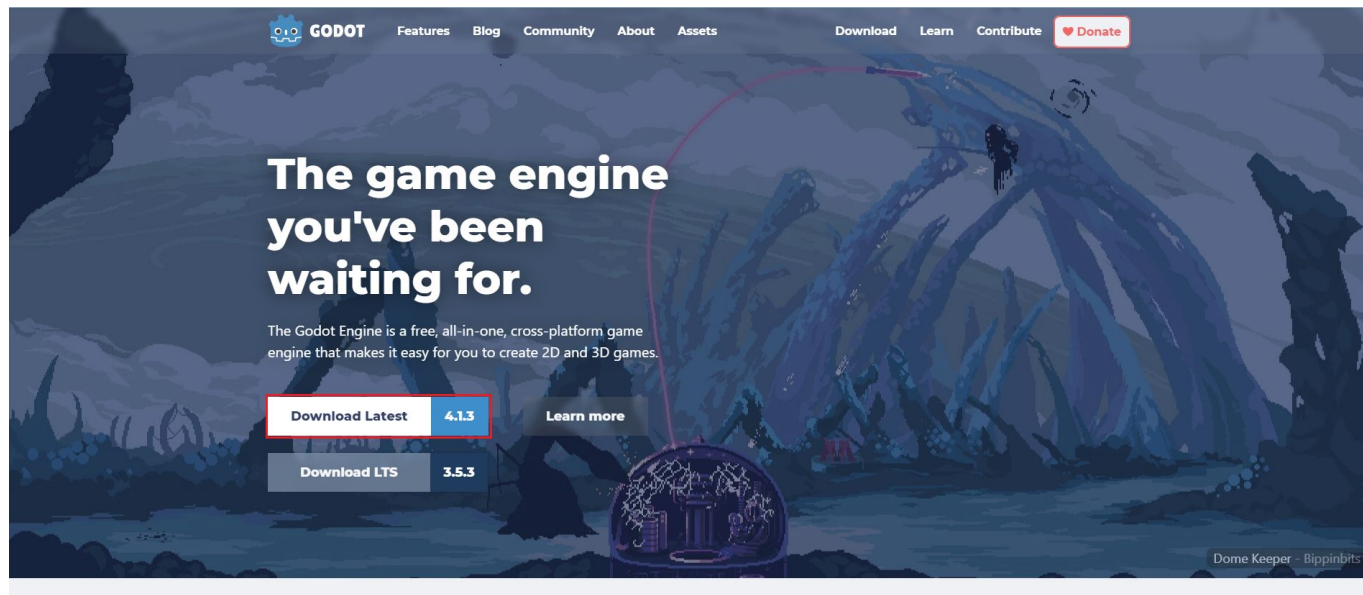 GODOT Features Blog Community About Assets Download Learn Contribute Donate
The game engine
you've been
waiting for.
The Godot Engine is a free, all-in-one, cross-platform game
engine that makes it easy for you to create 2D and 3D games.
Download Latest 4.1.3 Learn more
Download LTS 3.5.3
Dome Keeper - Bippinbits